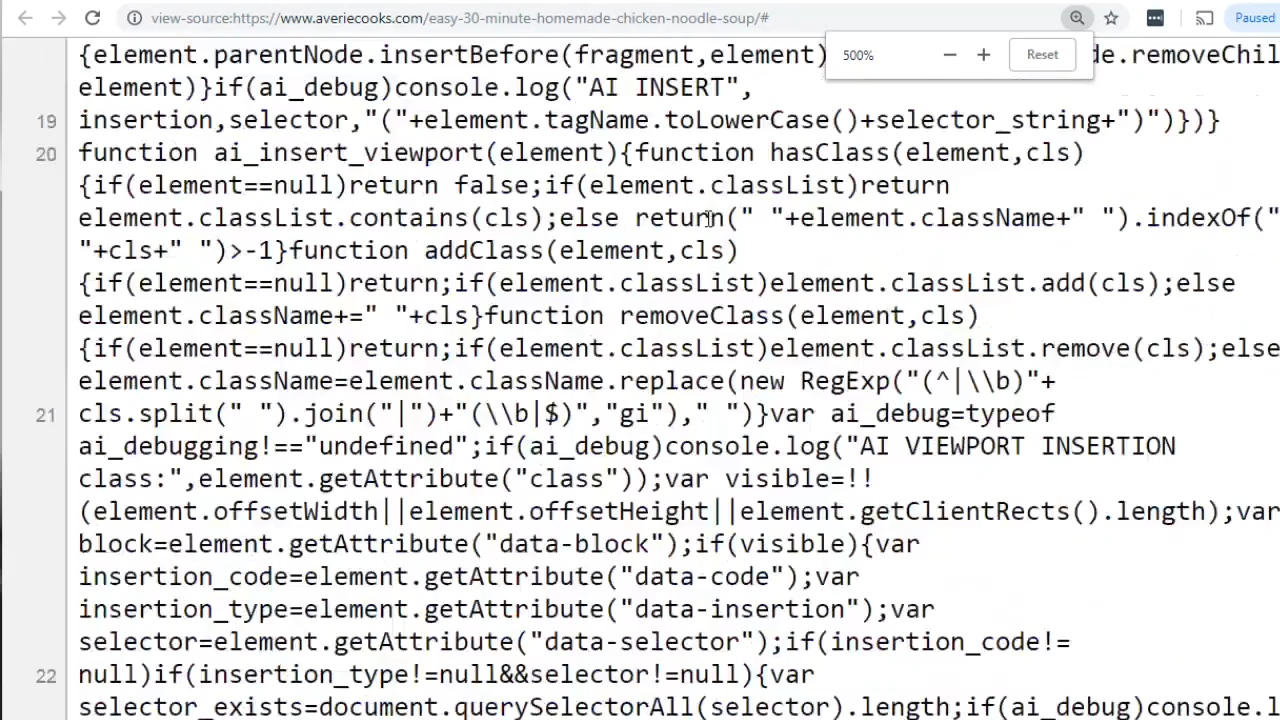 view-source:https://www.averiecooks.com/easy-30-minute-homemade-chicken-noodle-soup/#
Paused
500%
Reset
{element.parentNode.insertBefore(fragment,element) de.removeChil
element)}if(ai_debug)console.log("AI INSERT",
19 insertion,selector,"("+element.tagName.toLowerCase()+selector_string+")")})}
20 function ai_insert_viewport(element){function hasClass(element,cls)
{if(element==null)return false;if(element.classList)return
element.classList.contains(cls);else return(" "+element.className+" ").indexOf("
"+cls+" ")>-1}function addClass(element,cls)
{if(element==null)return;if(element.classList)element.classList.add(cls);else
element.className+=" "+cls}function removeClass(element,cls)
{if(element==null)return;if(element.classList)element.classList.remove(cls);else
element.className=element.className.replace(new RegExp("(^|\\b)"+
21 cls.split(" ").join("|")+"(\\b|$)","gi")," ")}var ai_debug=typeof
ai_debugging!=="undefined";if(ai_debug)console.log("AI VIEWPORT INSERTION
class:",element.getAttribute("class"));var visible=!!
(element.offsetWidth||element.offsetHeight||element.getClientRects().length);var
block=element.getAttribute("data-block");if(visible){var
insertion_code=element.getAttribute("data-code");var
insertion_type=element.getAttribute("data-insertion");var
selector=element.getAttribute("data-selector");if(insertion_code!=
22 null)if(insertion_type!=null&&selector!=null){var
selector_exists=document.querySelectorAll(selector).length;if(ai_debug)console.l